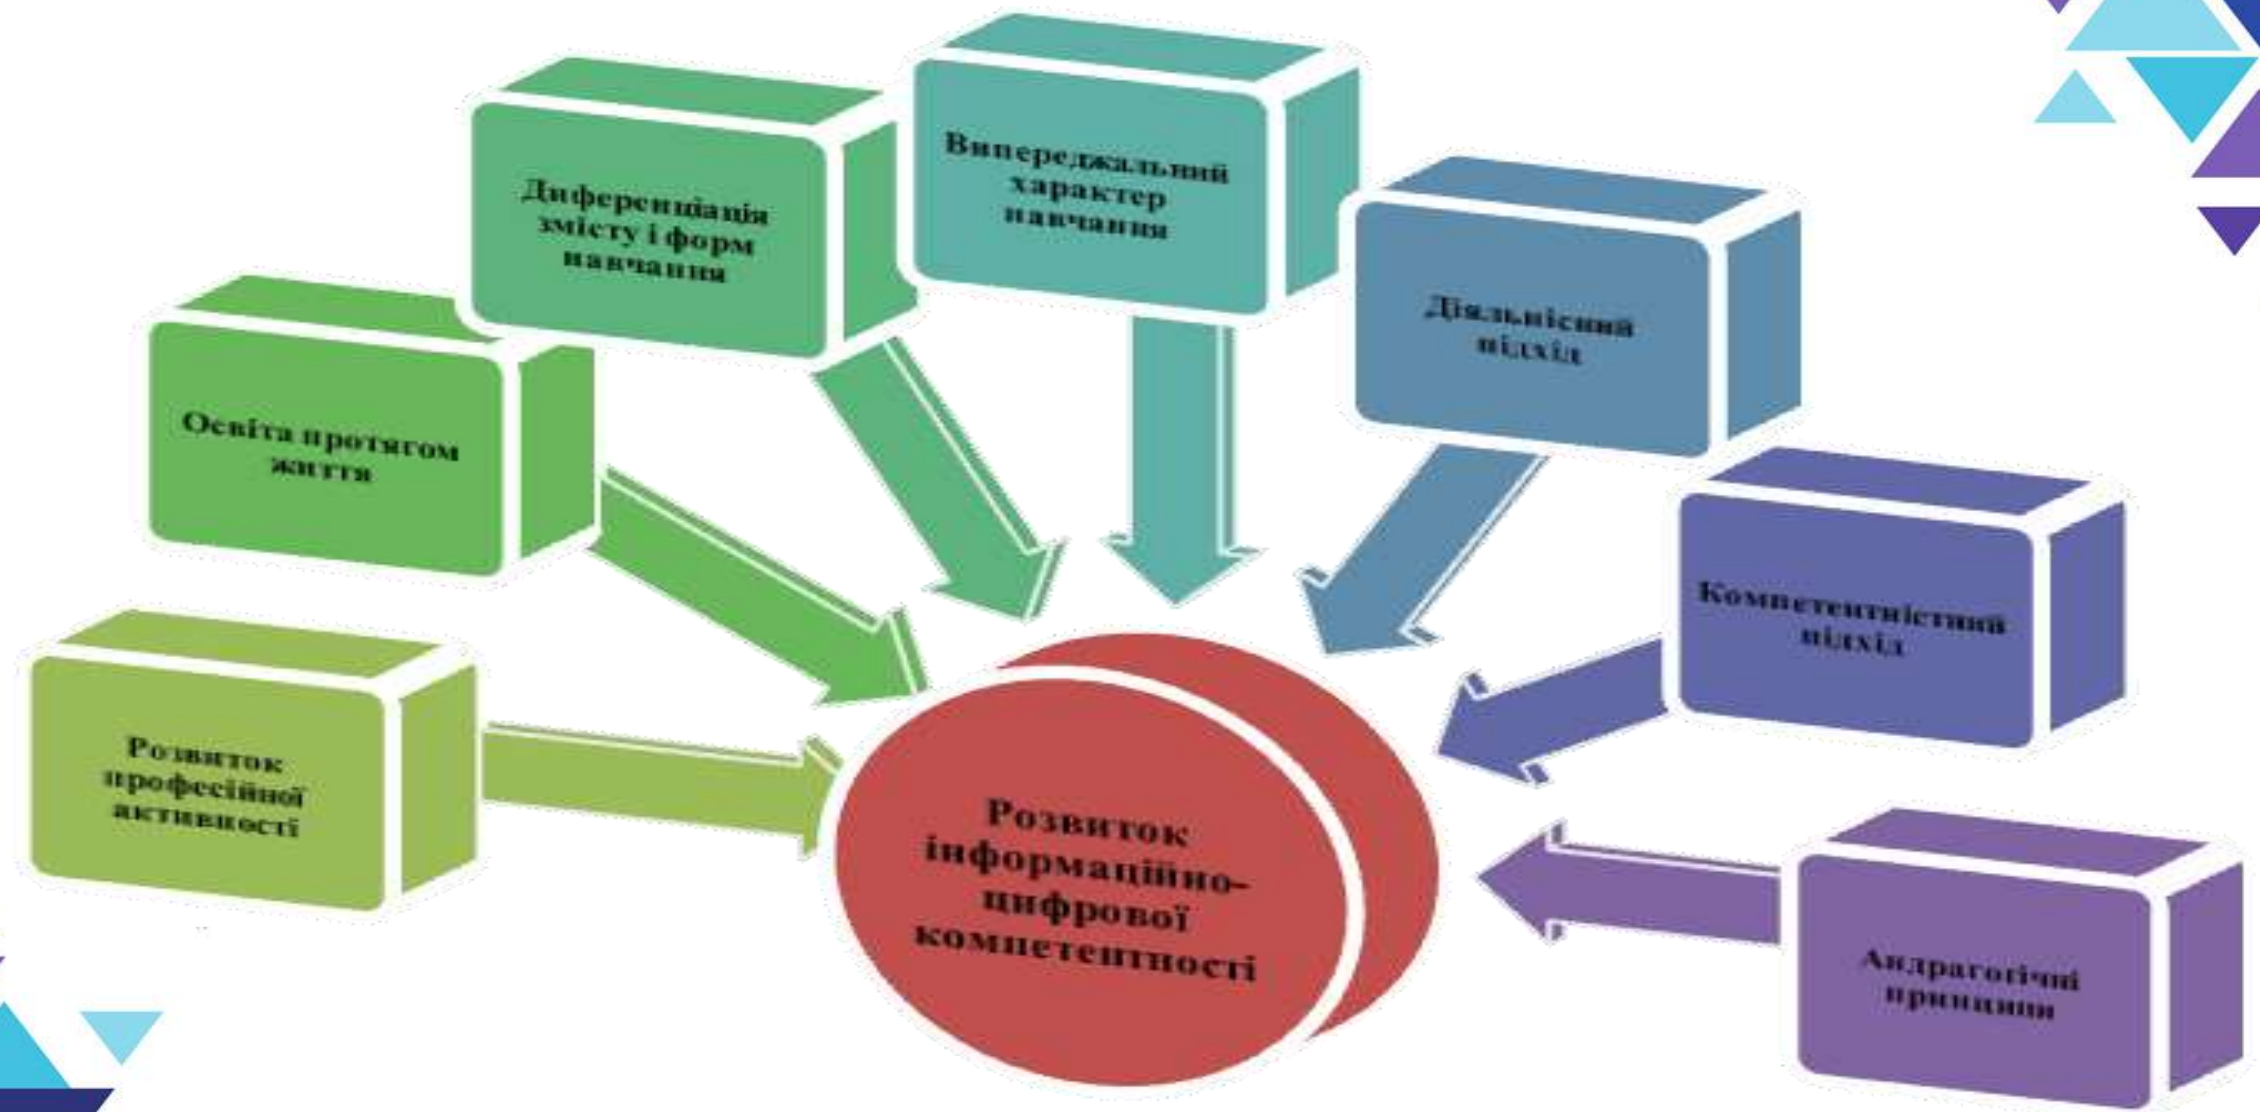 Розвиток
професійної
активності
Освіта протягом
життя
Диференціація
змісту і форм
навчання
Випереджальний
характер
навчання
Діяльнісний
підхід
Компетентністний
підхід
Андрагогічні
принципи
Розвиток
інформаційно-
цифрової
компетентності